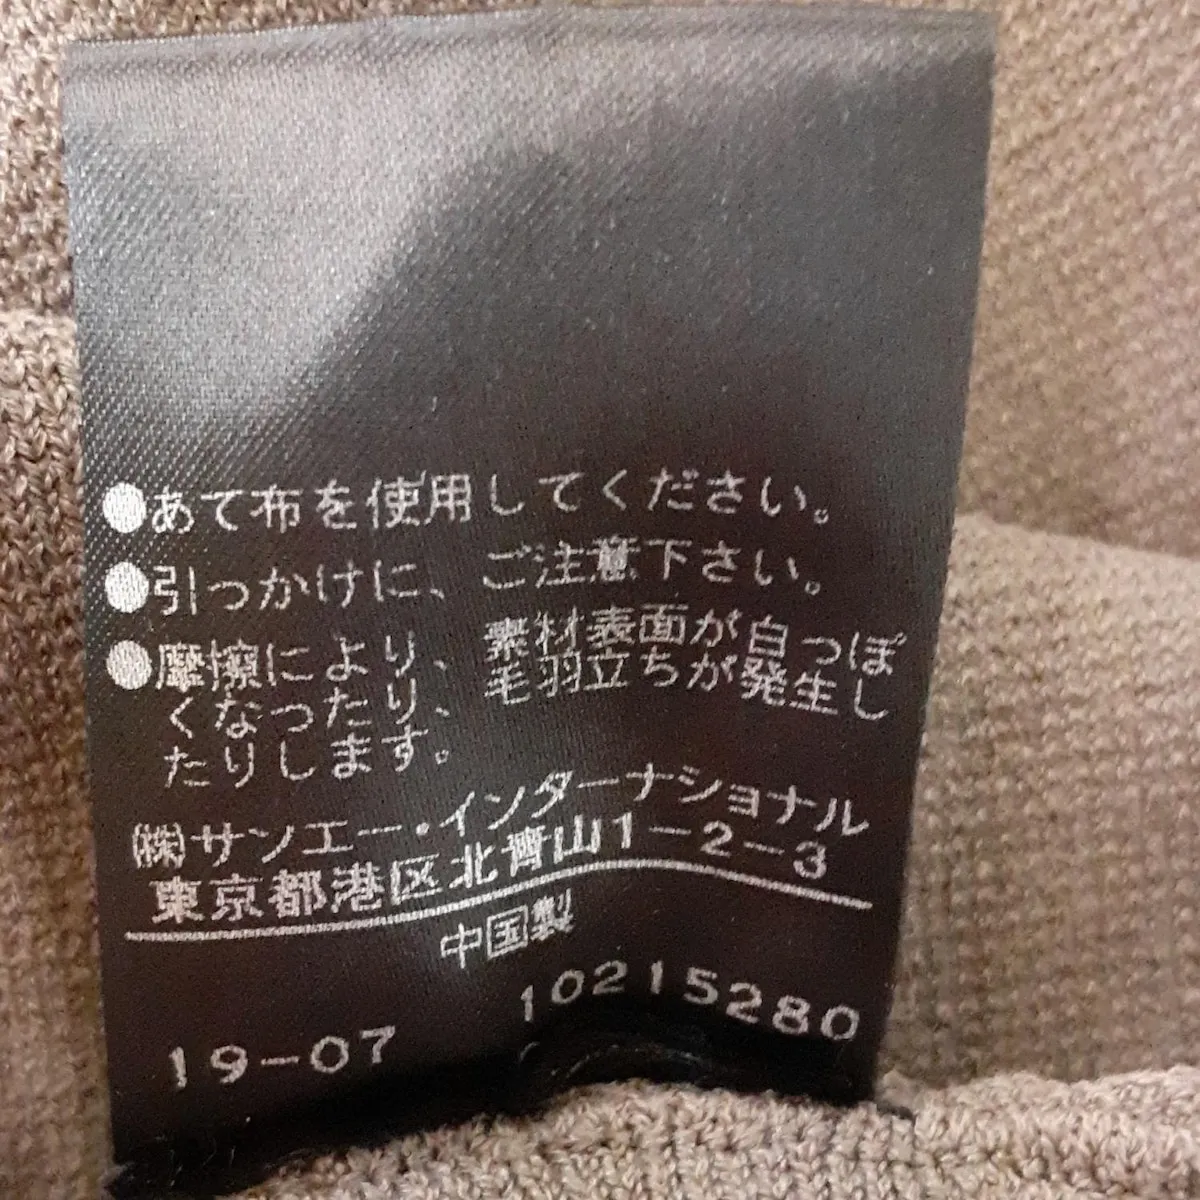 ●あて布を使用してください。
●引っかけに、ご注意下さい。
●摩擦により、素材表面が白っぽ
くなったり、毛羽立ちが発生し
たりします。
㈱サンエー・インターナショナル
東京都港区北青山1-2-3
中国製
10215280
19-07